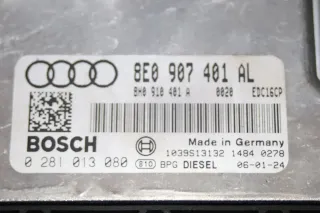 8E0 907 401 AL
8H0 910 401 A 0020 EDC16CP
BOSCH
Made in Germany
1039S13132 1484 0278
0 281 013 080 810 BPG DIESEL 06-01-24